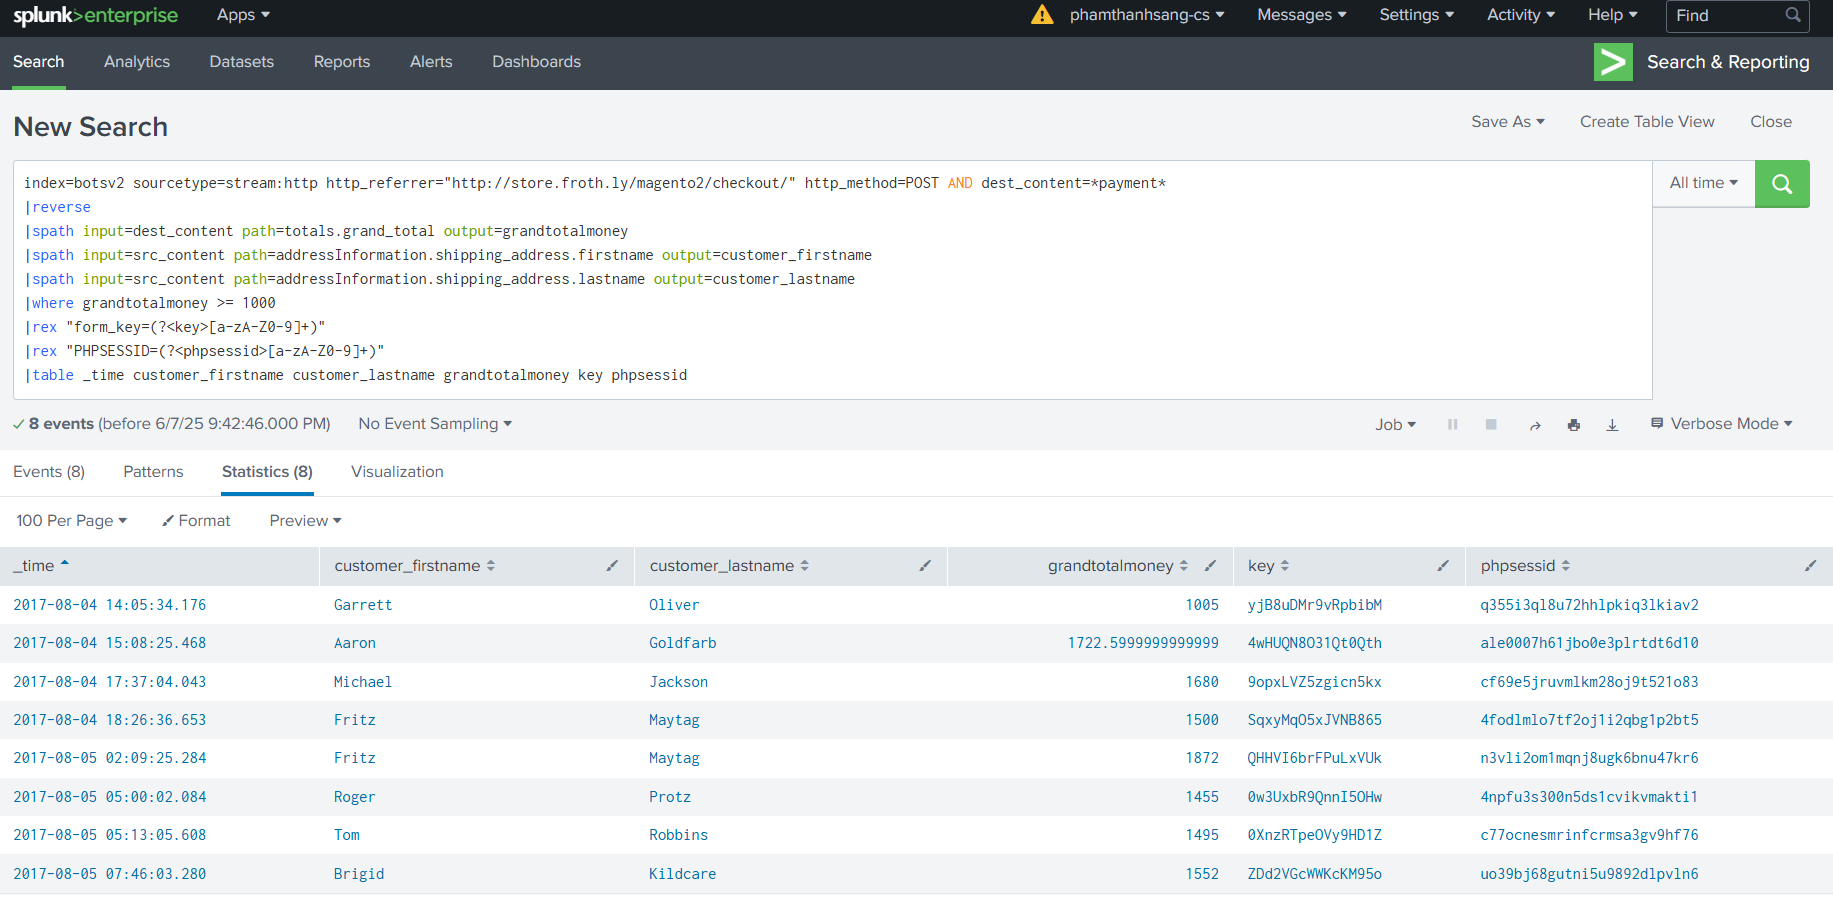 splunk>enterprise Apps phamthanhsang-cs Messages Settings Activity Help Find
Search Analytics Datasets Reports Alerts Dashboards Search & Reporting
New Search Save As Create Table View Close
index=botsv2 sourcetype=stream:http http_referrer="http://store.froth.ly/magento2/checkout/" http_method=POST AND dest_content=*payment* All time
|reverse
|spath input=dest_content path=totals.grand_total output=grandtotalmoney
|spath input=src_content path=addressInformation.shipping_address.firstname output=customer_firstname
|spath input=src_content path=addressInformation.shipping_address.lastname output=customer_lastname
|where grandtotalmoney >= 1000
|rex "form_key=(?<key>[a-zA-Z0-9]+)"
|rex "PHPSESSID=(?<phpsessid>[a-zA-Z0-9]+)"
|table _time customer_firstname customer_lastname grandtotalmoney key phpsessid
8 events (before 6/7/25 9:42:46.000 PM) No Event Sampling Job Verbose Mode
Events (8) Patterns Statistics (8) Visualization
100 Per Page Format Preview
_time customer_firstname customer_lastname grandtotalmoney key phpsessid
2017-08-04 14:05:34.176 Garrett Oliver 1005 yjB8uDMr9vRpbibM q355i3ql8u72hhlpkiq3lkiav2
2017-08-04 15:08:25.468 Aaron Goldfarb 1722.5999999999999 4wHUQN8O31Qt0Qth ale0007h61jbo0e3plrtdt6d10
2017-08-04 17:37:04.043 Michael Jackson 1680 9opxLVZ5zgicn5kx cf69e5jruvmlkm28oj9t521o83
2017-08-04 18:26:36.653 Fritz Maytag 1500 SqxyMqO5xJVNB865 4fodlmlo7tf2oj1i2qbg1p2bt5
2017-08-05 02:09:25.284 Fritz Maytag 1872 QHHVI6brFPuLxVUk n3vli2om1mqnj8ugk6bnu47kr6
2017-08-05 05:00:02.084 Roger Protz 1455 0w3UxbR9QnnI5OHw 4npfu3s300n5ds1cvikvmakti1
2017-08-05 05:13:05.608 Tom Robbins 1495 0XnzRTpeOVy9HD1Z c77ocnesmrinfcrmsa3gv9hf76
2017-08-05 07:46:03.280 Brigid Kildcare 1552 ZDd2VGcWWKcKM95o uo39bj68gutni5u9892dlpvln6